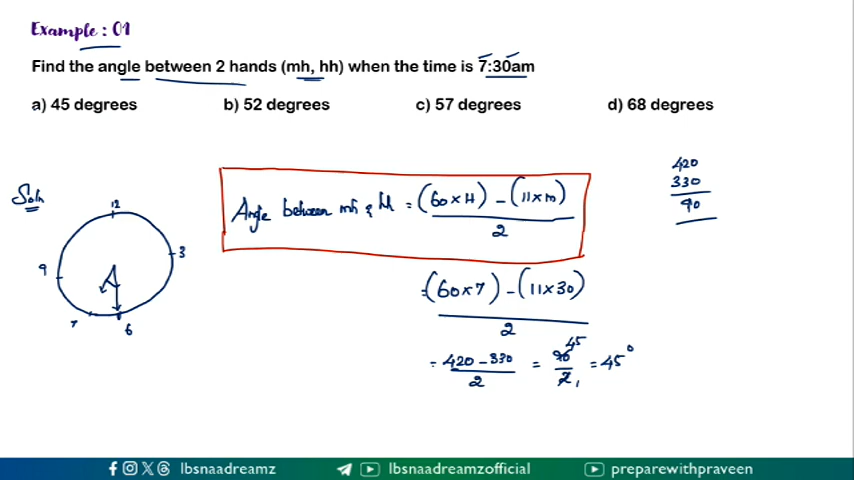 Example : 01
Find the angle between 2 hands (mh, hh) when the time is 7:30am
a) 45 degrees b) 52 degrees c) 57 degrees d) 68 degrees
Soln
12
3
9
7
6
Angle between mh & hh = (60 × H) - (11 × m)
2
= (60 × 7) - (11 × 30)
2
= 420 - 330 = 90 45 = 45°
2 2 1
420
330
90
lbsnaadreamz lbsnaadreamzofficial preparewithpraveen